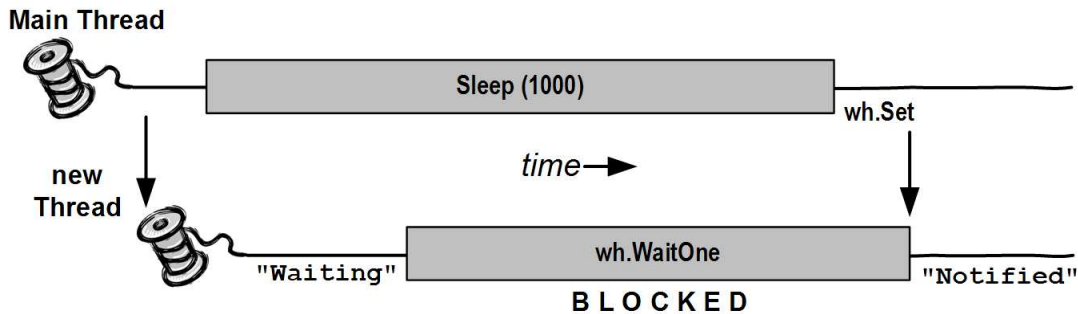 Main Thread
Sleep (1000)
wh.Set
time
new
Thread
wh.WaitOne
"Waiting"
"Notified"
BLOCKED